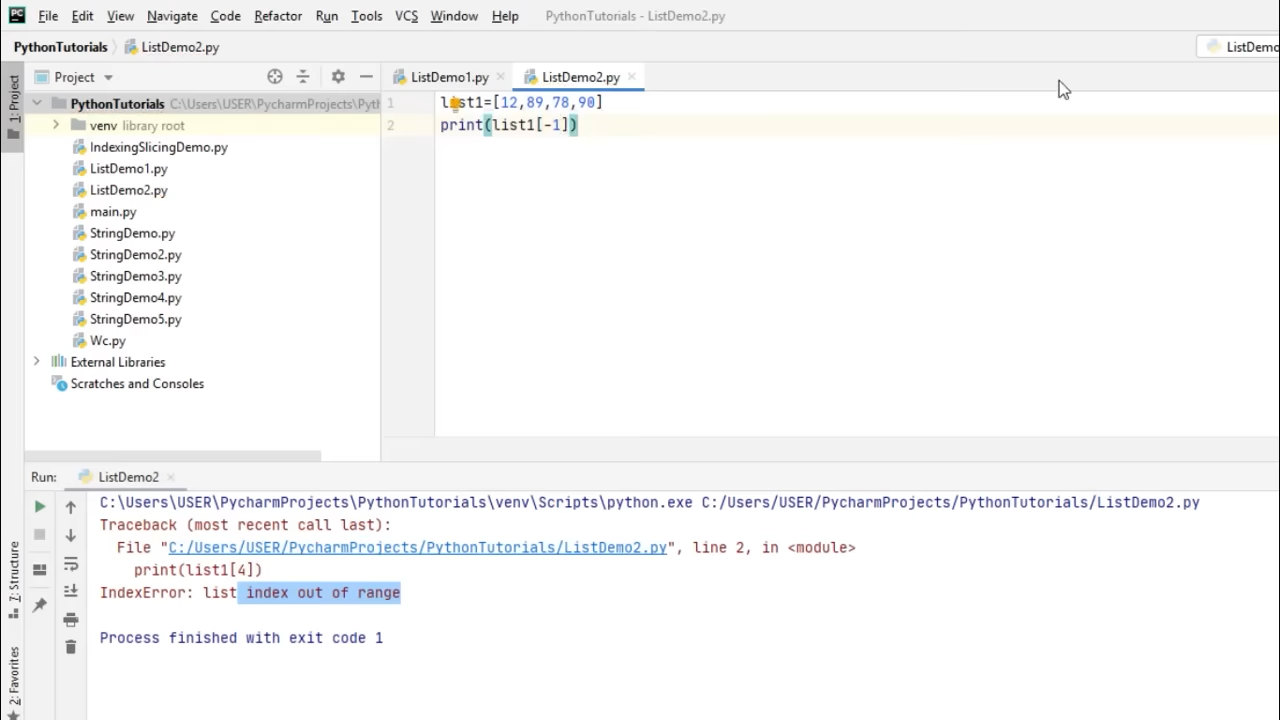 PC File Edit View Navigate Code Refactor Run Tools VCS Window Help PythonTutorials - ListDemo2.py
PythonTutorials ListDemo2.py ListDemo
1: Project
Project
ListDemo1.py ListDemo2.py
PythonTutorials C:\Users\USER\PycharmProjects\Pyth
venv library root
IndexingSlicingDemo.py
ListDemo1.py
ListDemo2.py
main.py
StringDemo.py
StringDemo2.py
StringDemo3.py
StringDemo4.py
StringDemo5.py
Wc.py
External Libraries
Scratches and Consoles
1 list1=[12,89,78,90]
2 print(list1[-1])
Run: ListDemo2
C:\Users\USER\PycharmProjects\PythonTutorials\venv\Scripts\python.exe C:/Users/USER/PycharmProjects/PythonTutorials/ListDemo2.py
Traceback (most recent call last):
File "C:/Users/USER/PycharmProjects/PythonTutorials/ListDemo2.py", line 2, in <module>
print(list1[4])
IndexError: list index out of range
Process finished with exit code 1
7: Structure
2: Favorites